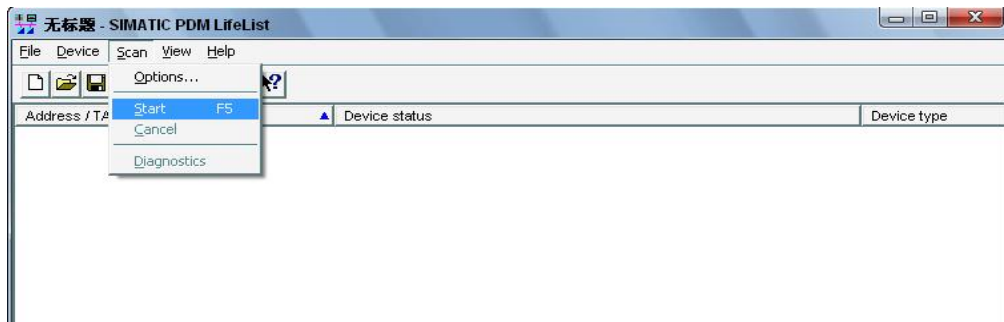 无标题 - SIMATIC PDM LifeList
File Device Scan View Help
Options...
Start F5
Cancel
Diagnostics
Address / TA
Device status
Device type